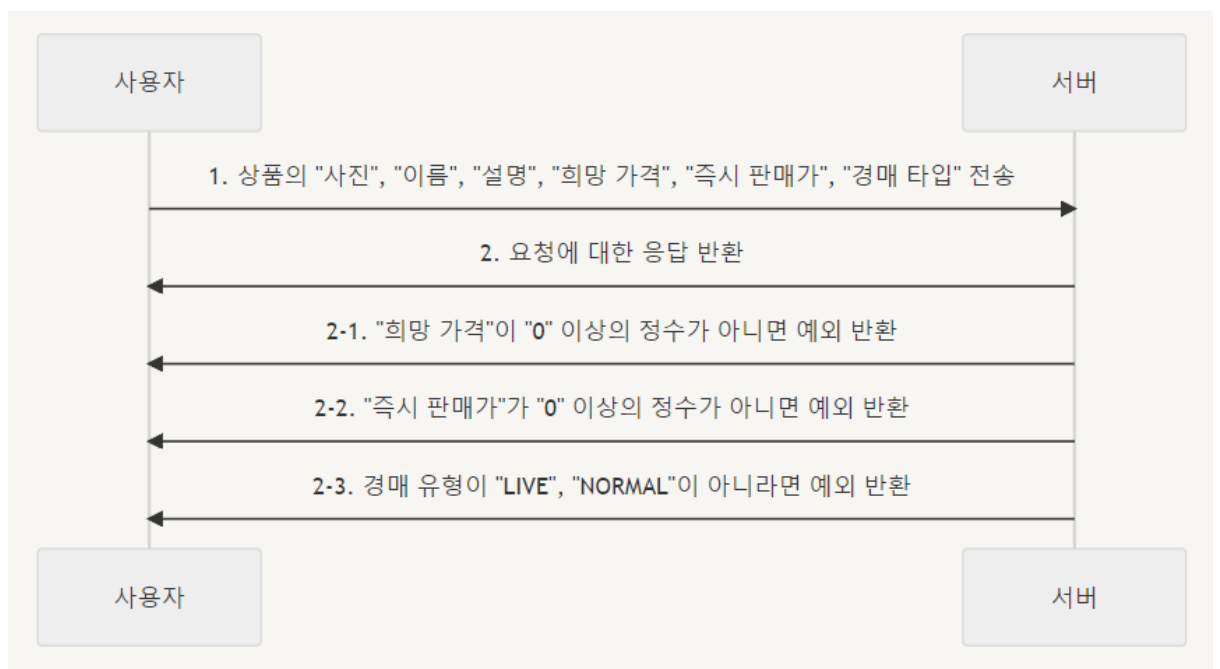 사용자 서버
1. 상품의 "사진", "이름", "설명", "희망 가격", "즉시 판매가", "경매 타입" 전송
2. 요청에 대한 응답 반환
2-1. "희망 가격"이 "0" 이상의 정수가 아니면 예외 반환
2-2. "즉시 판매가"가 "0" 이상의 정수가 아니면 예외 반환
2-3. 경매 유형이 "LIVE", "NORMAL"이 아니라면 예외 반환
사용자 서버